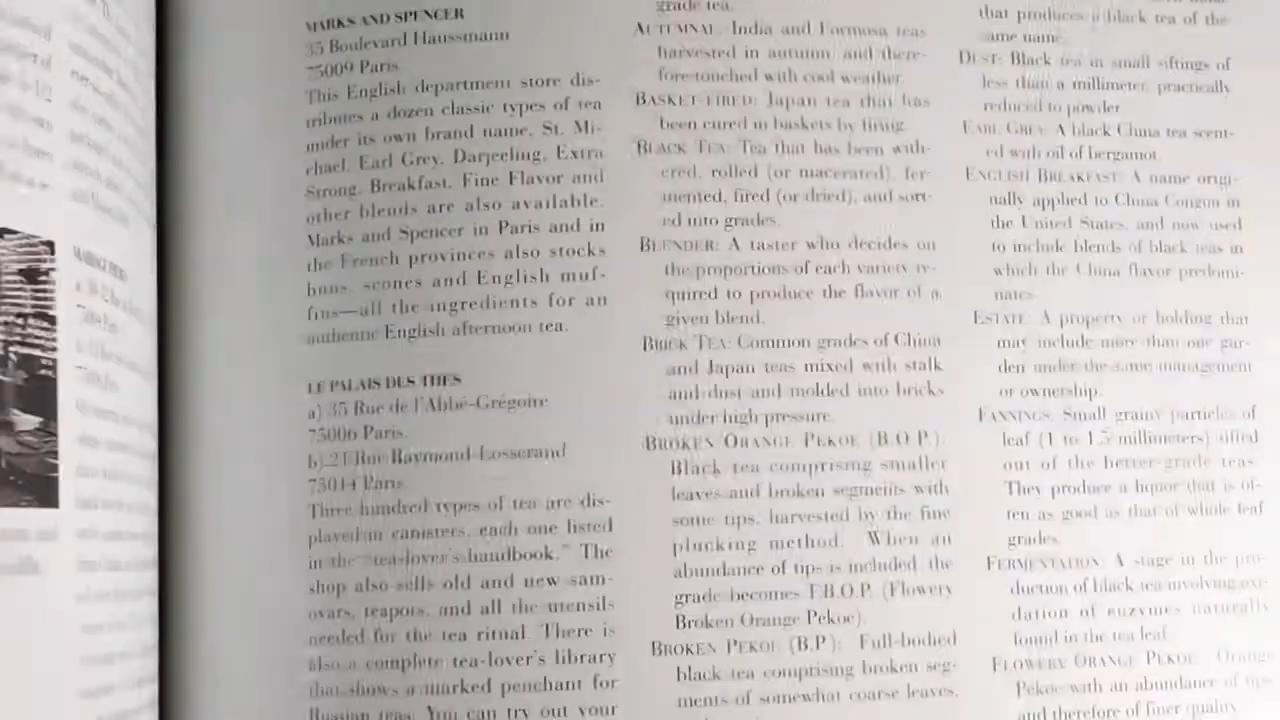 MARKS AND SPENCER
35 Boulevard Haussmann
75009 Paris
This English department store dis-
tributes a dozen classic types of tea
under its own brand name, St. Mi-
chael. Earl Grey, Darjeeling, Extra
Strong, Breakfast, Fine Flavor and
other blends are also available.
Marks and Spencer in Paris and in
the French provinces also stocks
buns, scones and English muf-
fins—all the ingredients for an
authentic English afternoon tea.
LE PALAIS DES THES
a) 35 Rue de l'Abbé-Grégoire
75006 Paris
b) 21 Rue Raymond-Losserand
75014 Paris
Three hundred types of tea are dis-
played in canisters, each one listed
in the "tea-lover's handbook." The
shop also sells old and new sam-
ovars, teapots, and all the utensils
needed for the tea ritual. There is
also a complete tea-lover's library
that shows a marked penchant for
Russian teas. You can try out your
grade tea.
AUTUMNAL: India and Formosa teas
harvested in autumn and there-
fore touched with cool weather.
BASKET-FIRED: Japan tea that has
been cured in baskets by firing.
BLACK TEA: Tea that has been with-
ered, rolled (or macerated), fer-
mented, fired (or dried), and sort-
ed into grades.
BLENDER: A taster who decides on
the proportions of each variety re-
quired to produce the flavor of a
given blend.
BRICK TEA: Common grades of China
and Japan teas mixed with stalk
and dust and molded into bricks
under high pressure.
BROKEN ORANGE PEKOE (B.O.P.):
Black tea comprising smaller
leaves and broken segments with
some tips, harvested by the fine
plucking method. When an
abundance of tips is included, the
grade becomes F.B.O.P. (Flowery
Broken Orange Pekoe).
BROKEN PEKOE (B.P.): Full-bodied
black tea comprising broken seg-
ments of somewhat coarse leaves,
that produces a black tea of the
same name.
DUST: Black tea in small siftings of
less than a millimeter, practically
reduced to powder.
EARL GREY: A black China tea scent-
ed with oil of bergamot.
ENGLISH BREAKFAST: A name origi-
nally applied to China Congou in
the United States, and now used
to include blends of black teas in
which the China flavor predomi-
nates.
ESTATE: A property or holding that
may include more than one gar-
den under the same management
or ownership.
FANNINGS: Small grainy particles of
leaf (1 to 1.5 millimeters) sifted
out of the better-grade teas.
They produce a liquor that is of-
ten as good as that of whole leaf
grades.
FERMENTATION: A stage in the pro-
duction of black tea involving oxi-
dation of enzymes naturally
found in the tea leaf.
FLOWERY ORANGE PEKOE: Orange
Pekoe with an abundance of tips
and therefore of finer quality